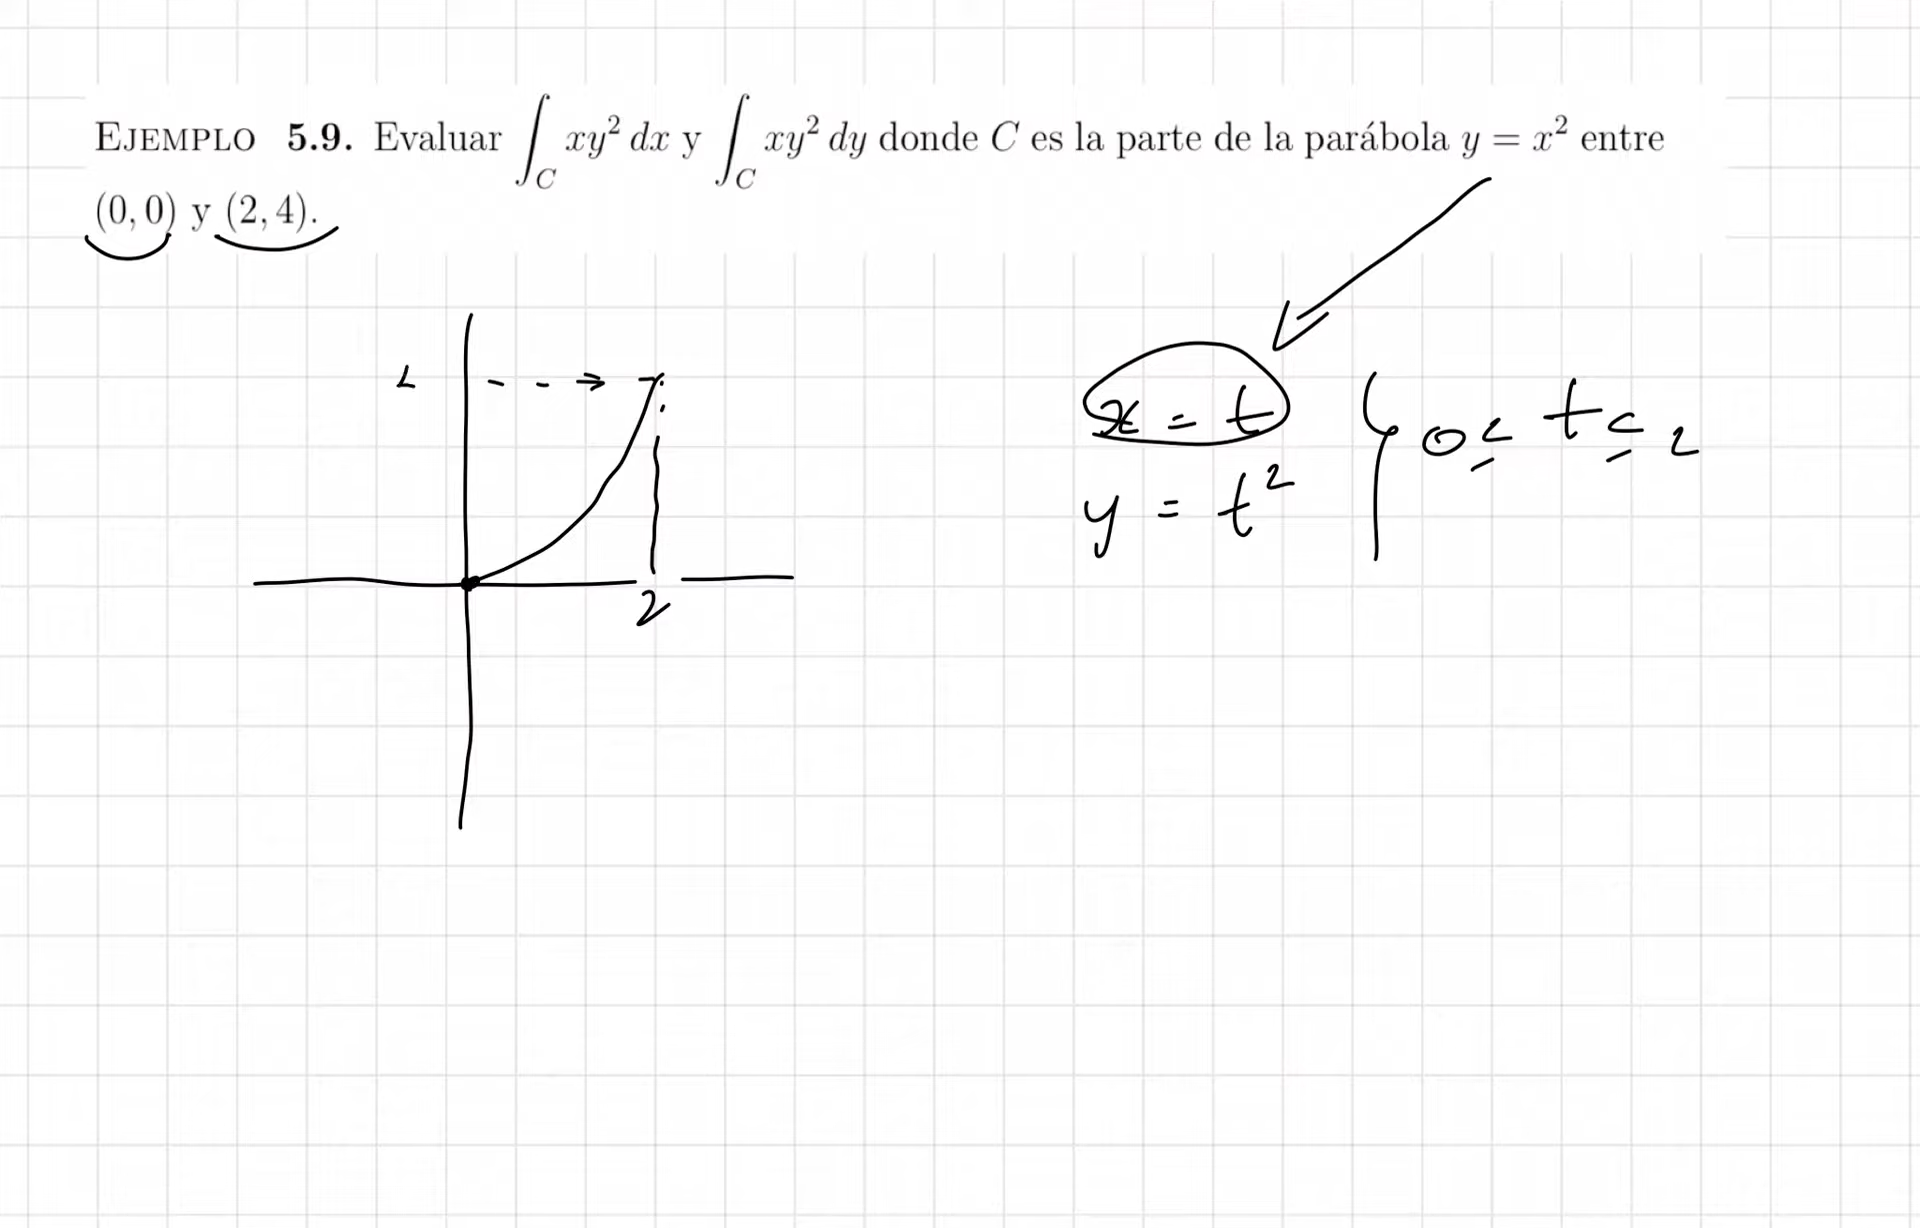 EJEMPLO 5.9. Evaluar ∫_C xy² dx y ∫_C xy² dy donde C es la parte de la parábola y = x² entre
(0, 0) y (2, 4).
x = t
y = t²
0 ≤ t ≤ 2
2